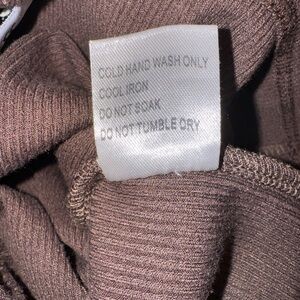 COLD HAND WASH ONLY
COOL IRON
DO NOT SOAK
DO NOT TUMBLE DRY